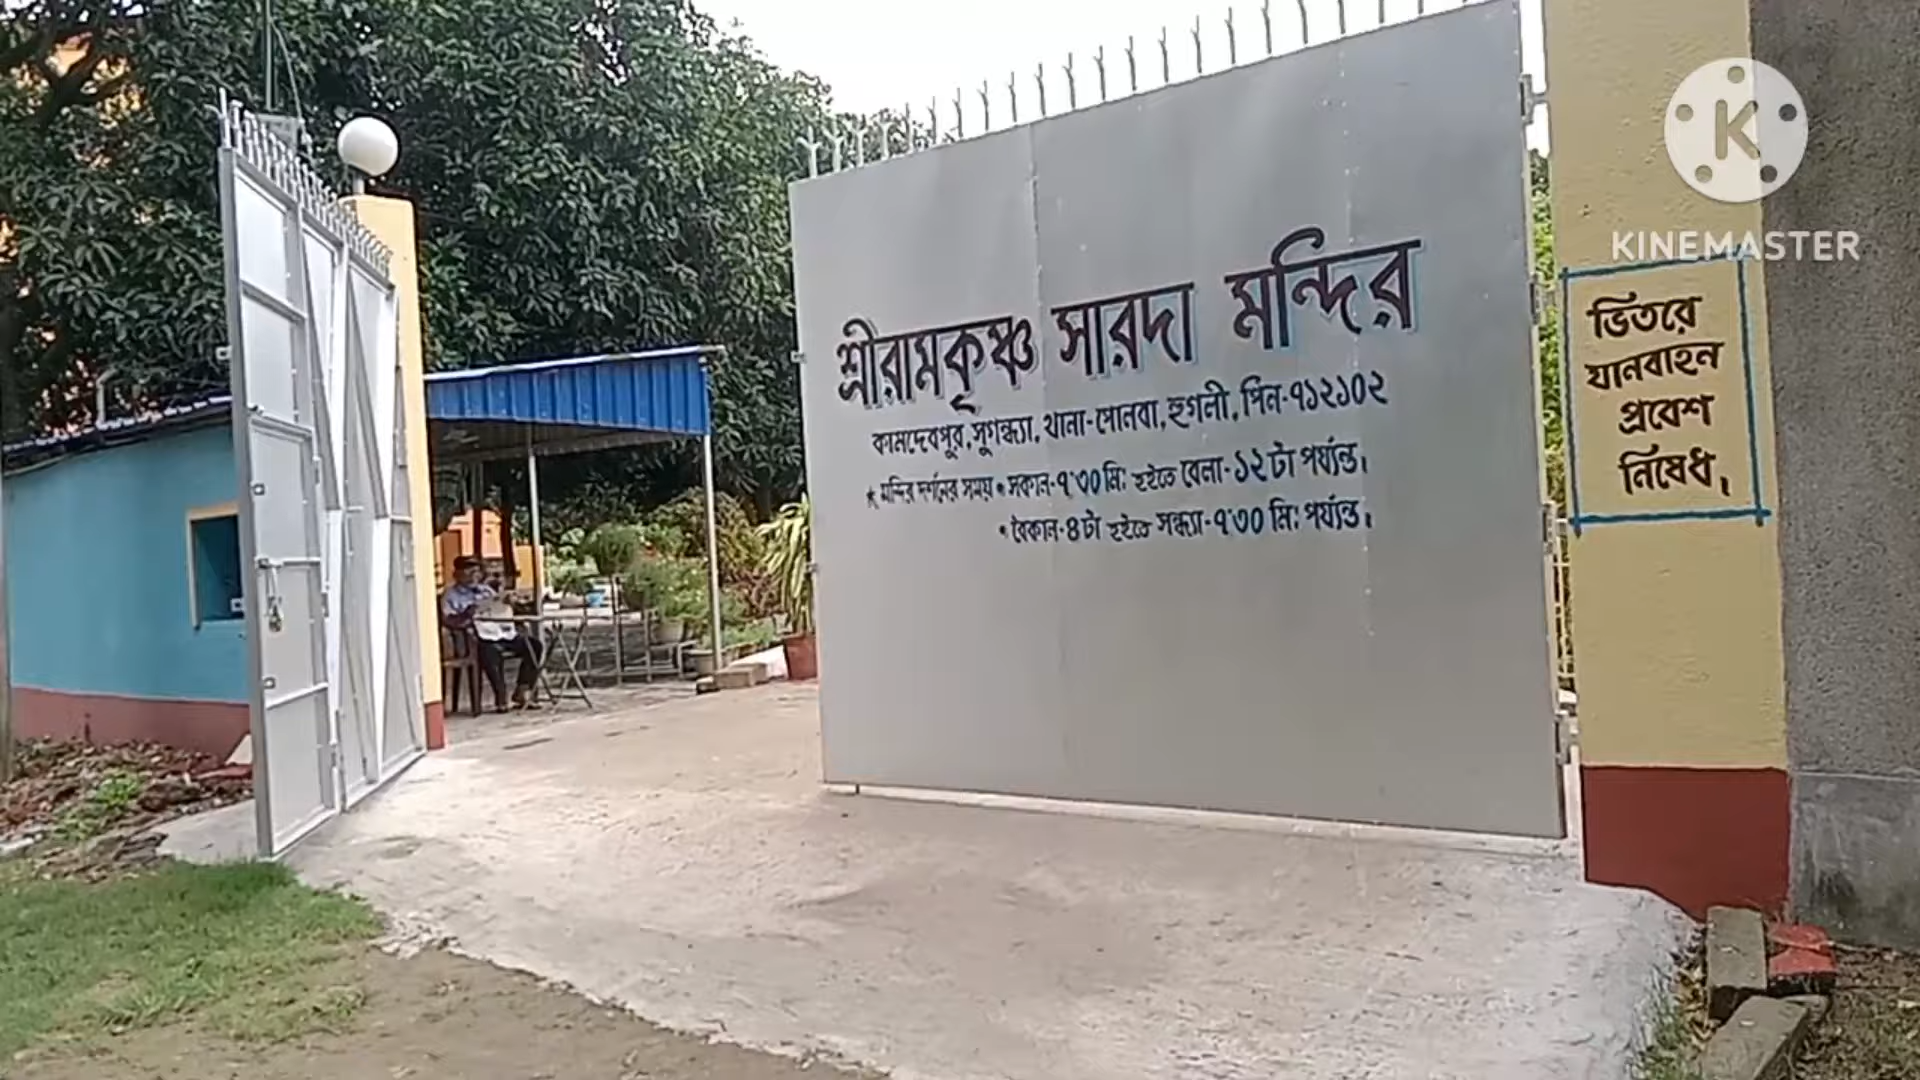 শ্রীরামকৃষ্ণ সারদা মন্দির
কামদেবপুর, সুগন্ধ্যা, থানা-পোলবা, হুগলী, পিন-৭১২১০২
★ মন্দির দর্শনের সময় • সকাল-৭'৩০ মি: হইতে বেলা-১২ টা পর্য্যন্ত।
• বৈকাল-৪ টা হইতে সন্ধ্যা-৭'৩০ মি: পর্য্যন্ত।
ভিতরে
যানবাহন
প্রবেশ
নিষেধ।
K
KINEMASTER